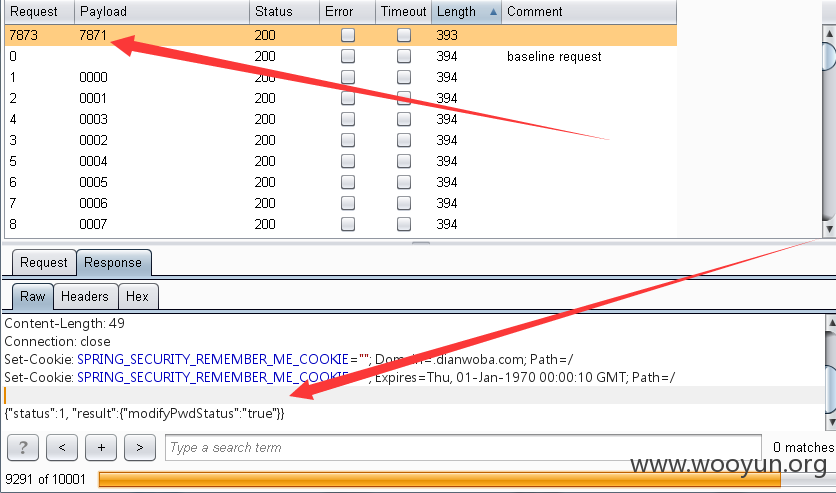 Request Payload Status Error Timeout Length Comment
7873 7871 200 393
0 200 394 baseline request
1 0000 200 394
2 0001 200 394
4 0003 200 394
3 0002 200 394
5 0004 200 394
6 0005 200 394
7 0006 200 394
8 0007 200 394
Request Response
Raw Headers Hex
Content-Length: 49
Connection: close
Set-Cookie: SPRING_SECURITY_REMEMBER_ME_COOKIE=""; Domain=.dianwoba.com; Path=/
Set-Cookie: SPRING_SECURITY_REMEMBER_ME_COOKIE ; Expires=Thu, 01-Jan-1970 00:00:10 GMT; Path=/
{"status":1, "result":{"modifyPwdStatus":"true"}}
? < + > Type a search term 0 matches
www.wooyun.org
9291 of 10001